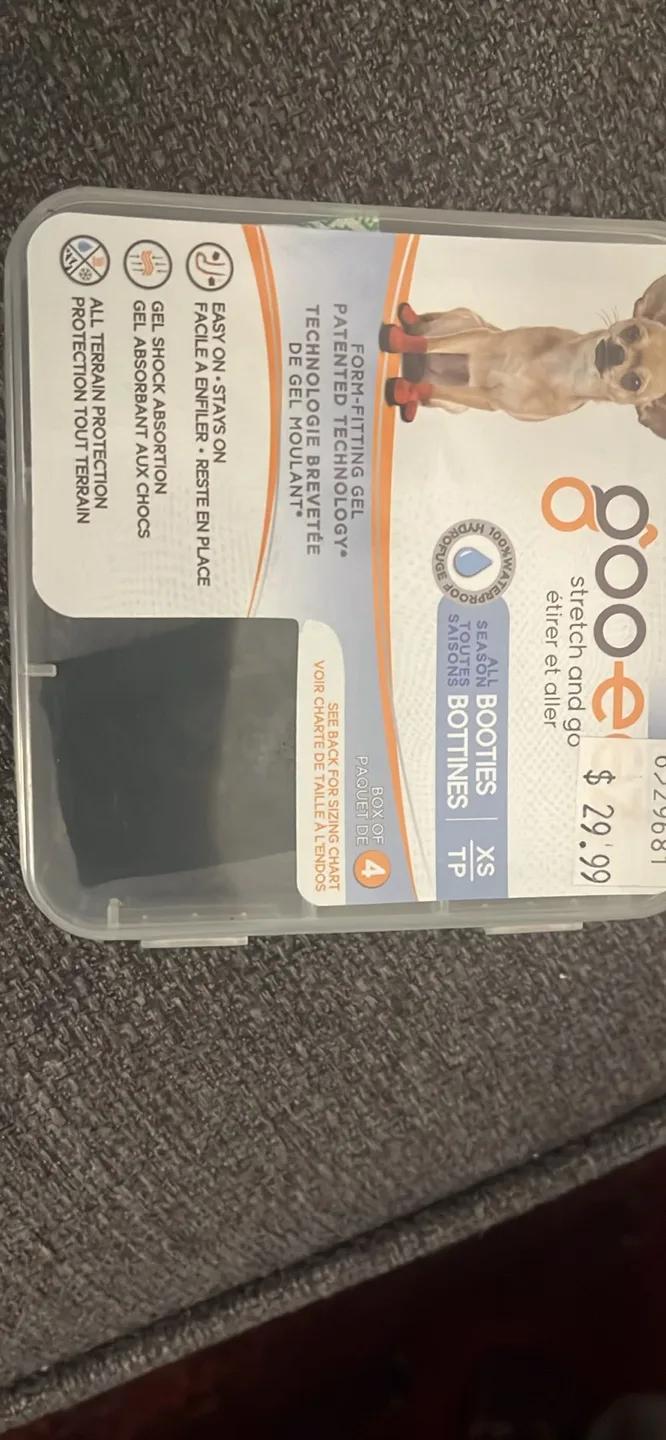 6929681
$ 29.99
goo-e
stretch and go
étirer et aller
100% WATERPROOF
HYDROFUGE
ALL
SEASON
TOUTES
SAISONS
BOOTIES
BOTTINES
XS
TP
FORM-FITTING GEL
PATENTED TECHNOLOGY*
TECHNOLOGIE BREVETÉE
DE GEL MOULANT*
BOX OF
PAQUET DE
4
SEE BACK FOR SIZING CHART
VOIR CHARTE DE TAILLE À L'ENDOS
EASY ON • STAYS ON
FACILE A ENFILER • RESTE EN PLACE
GEL SHOCK ABSORTION
GEL ABSORBANT AUX CHOCS
ALL TERRAIN PROTECTION
PROTECTION TOUT TERRAIN